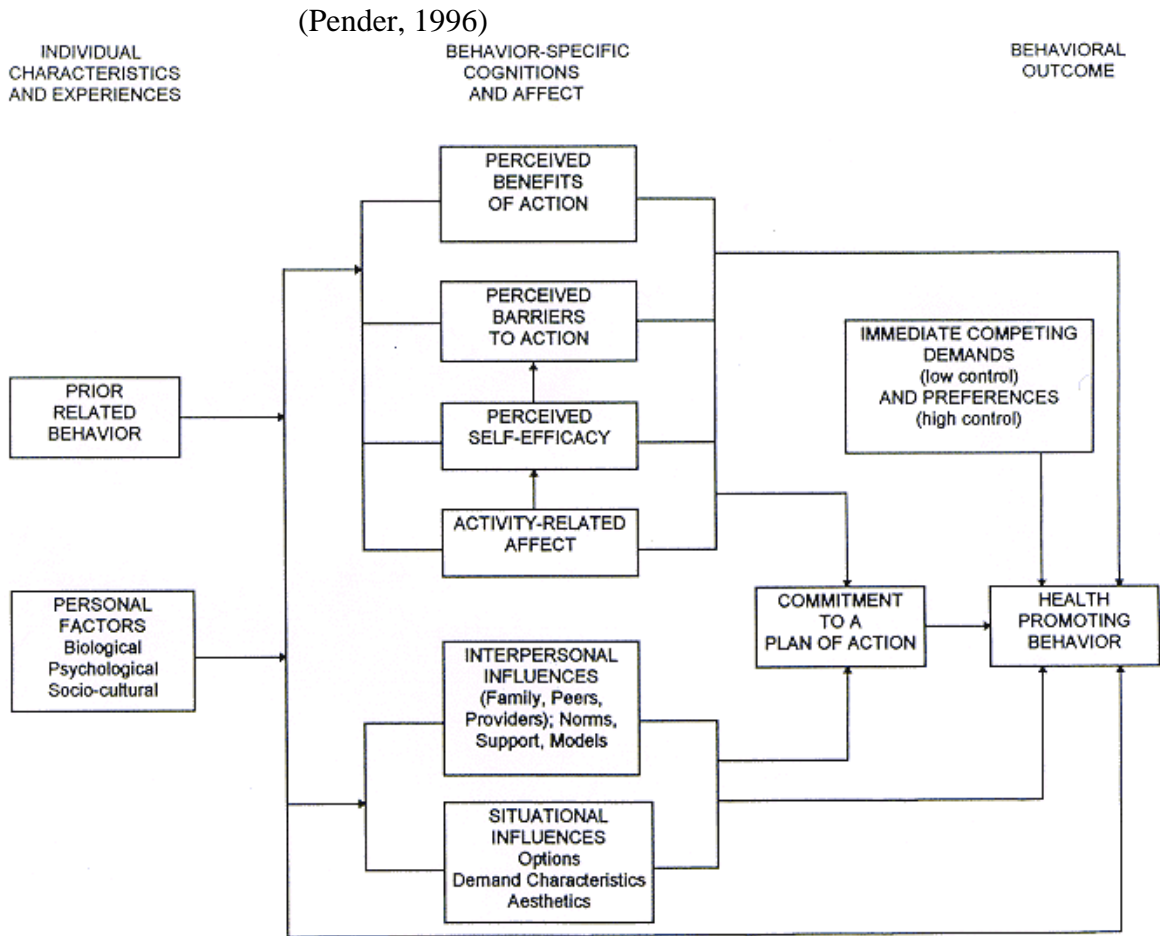 (Pender, 1996)
INDIVIDUAL
CHARACTERISTICS
AND EXPERIENCES
BEHAVIOR-SPECIFIC
COGNITIONS
AND AFFECT
BEHAVIORAL
OUTCOME
PERCEIVED
BENEFITS
OF ACTION
PERCEIVED
BARRIERS
TO ACTION
IMMEDIATE COMPETING
DEMANDS
(low control)
AND PREFERENCES
(high control)
PRIOR
RELATED
BEHAVIOR
PERCEIVED
SELF-EFFICACY
ACTIVITY-RELATED
AFFECT
PERSONAL
FACTORS
Biological
Psychological
Socio-cultural
COMMITMENT
TO A
PLAN OF ACTION
HEALTH
PROMOTING
BEHAVIOR
INTERPERSONAL
INFLUENCES
(Family, Peers,
Providers); Norms,
Support, Models
SITUATIONAL
INFLUENCES
Options
Demand Characteristics
Aesthetics